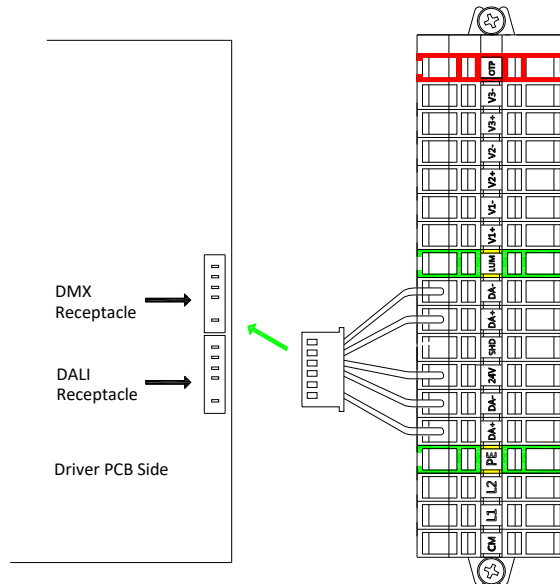 DMX
Receptacle
DALI
Receptacle
Driver PCB Side
OTP
V3-
V3+
V2-
V2+
V1-
V1+
LUM
DA-
DA+
SHD
24V
DA-
DA+
PE
L2
L1
CM